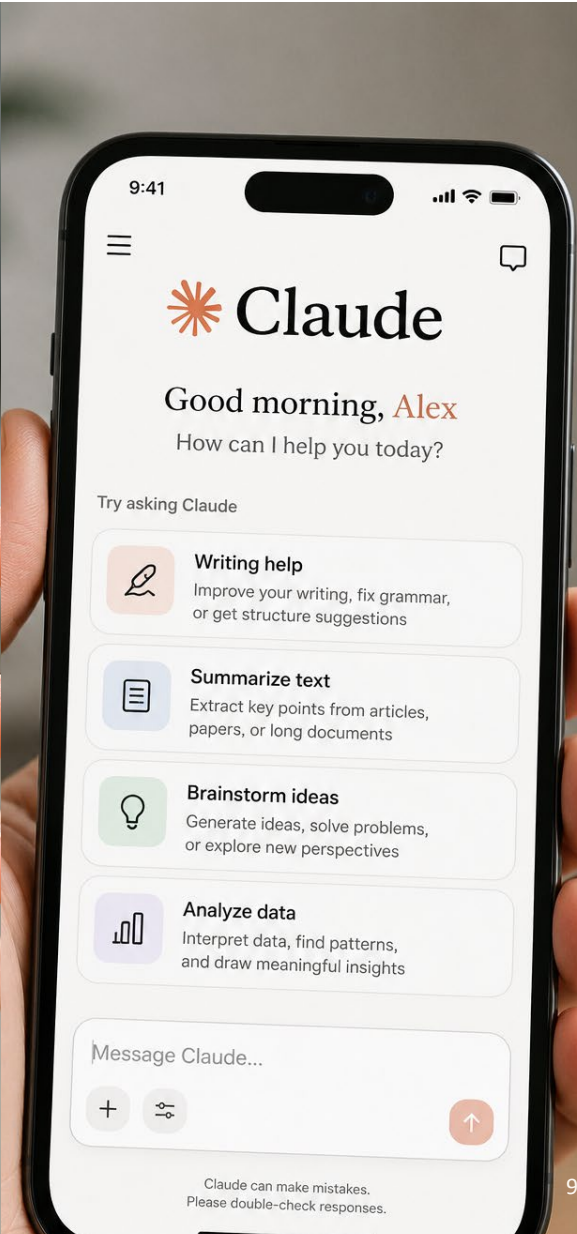 9:41
Claude
Good morning, Alex
How can I help you today?
Try asking Claude
Writing help
Improve your writing, fix grammar,
or get structure suggestions
Summarize text
Extract key points from articles,
papers, or long documents
Brainstorm ideas
Generate ideas, solve problems,
or explore new perspectives
Analyze data
Interpret data, find patterns,
and draw meaningful insights
Message Claude...
Claude can make mistakes.
Please double-check responses.
9